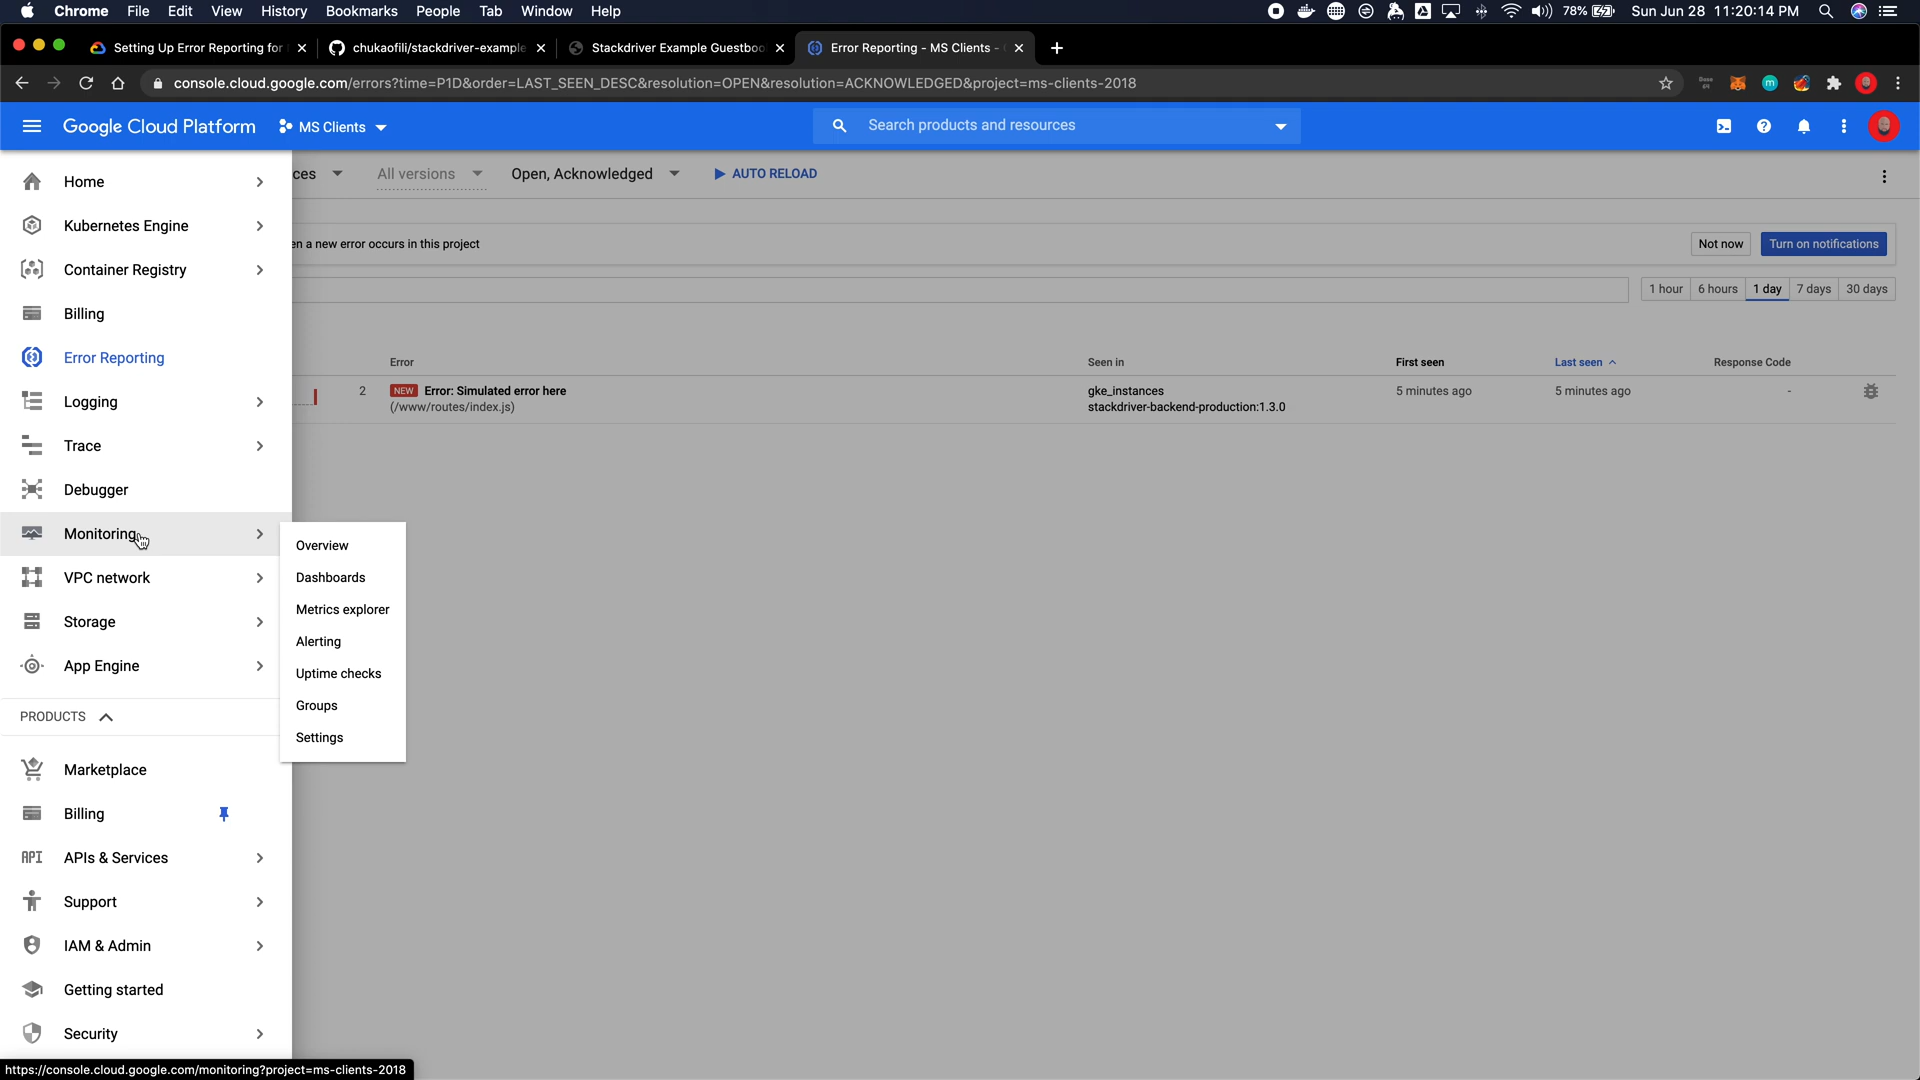 Chrome File Edit View History Bookmarks People Tab Window Help 78% Sun Jun 28 11:20:14 PM
Setting Up Error Reporting for
chukaofili/stackdriver-example
Stackdriver Example Guestboo
Error Reporting - MS Clients -
console.cloud.google.com/errors?time=P1D&order=LAST_SEEN_DESC&resolution=OPEN&resolution=ACKNOWLEDGED&project=ms-clients-2018
Google Cloud Platform MS Clients Search products and resources
Home
ces All versions Open, Acknowledged AUTO RELOAD
Kubernetes Engine
en a new error occurs in this project Not now Turn on notifications
Container Registry
1 hour 6 hours 1 day 7 days 30 days
Billing
Error Reporting
Error Seen in First seen Last seen Response Code
2 NEW Error: Simulated error here gke_instances 5 minutes ago 5 minutes ago -
(/www/routes/index.js) stackdriver-backend-production:1.3.0
Logging
Trace
Debugger
Monitoring
Overview
Dashboards
Metrics explorer
Alerting
Uptime checks
Groups
Settings
VPC network
Storage
App Engine
PRODUCTS
Marketplace
Billing
API APIs & Services
Support
IAM & Admin
Getting started
Security
https://console.cloud.google.com/monitoring?project=ms-clients-2018